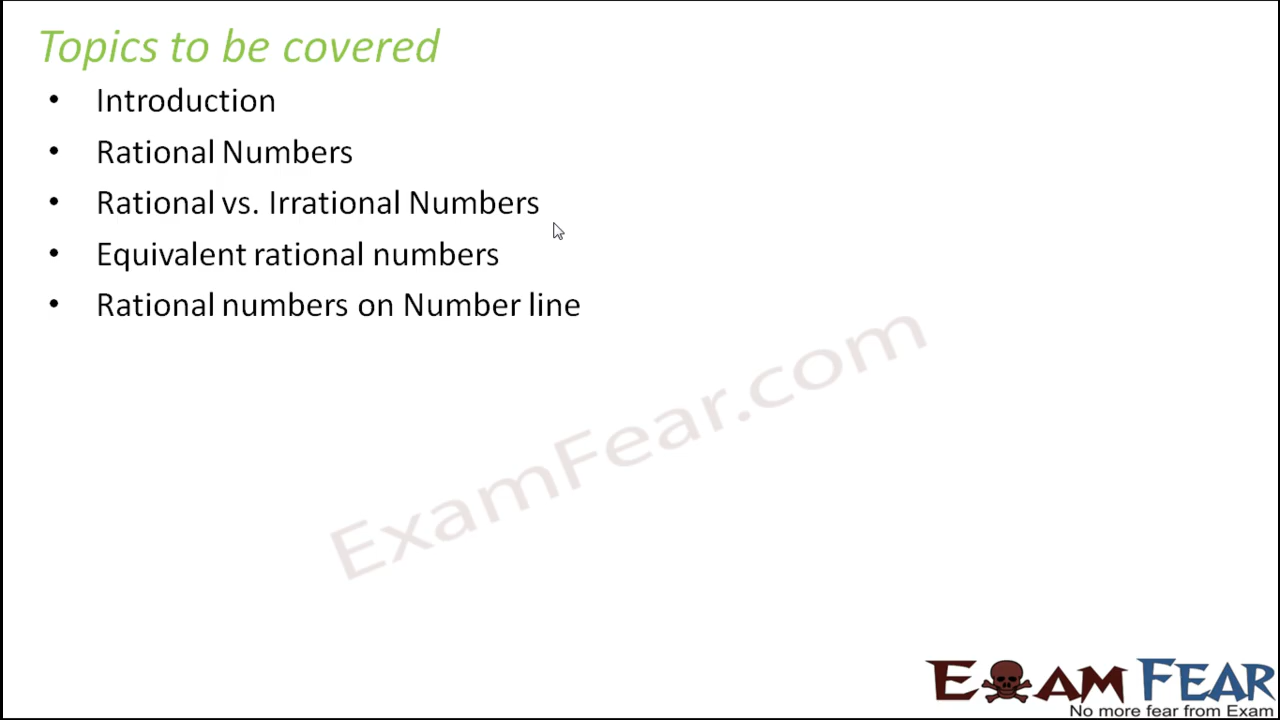 Topics to be covered
• Introduction
• Rational Numbers
• Rational vs. Irrational Numbers
• Equivalent rational numbers
• Rational numbers on Number line
ExamFear.com
EXAM FEAR
No more fear from Exam